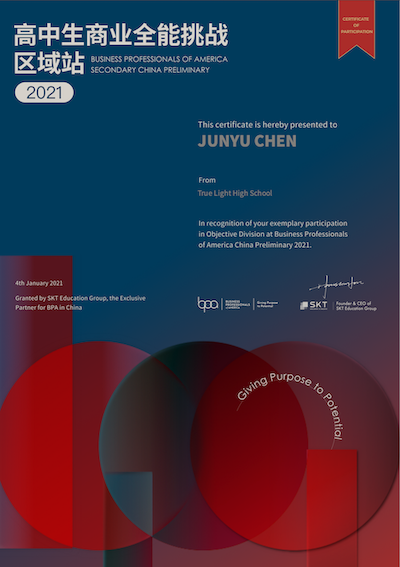 高中生商业全能挑战
区域站
BUSINESS PROFESSIONALS OF AMERICA
SECONDARY CHINA PRELIMINARY
2021
CERTIFICATE
OF
PARTICIPATION
This certificate is hereby presented to
JUNYU CHEN
From
True Light High School
In recognition of your exemplary participation
in Objective Division at Business Professionals
of America China Preliminary 2021.
4th January 2021
Granted by SKT Education Group, the Exclusive
Partner for BPA in China
bpa
BUSINESS
PROFESSIONALS
of AMERICA
Giving Purpose
to Potential
SKT
Founder & CEO of
SKT Education Group
Giving Purpose to Potential